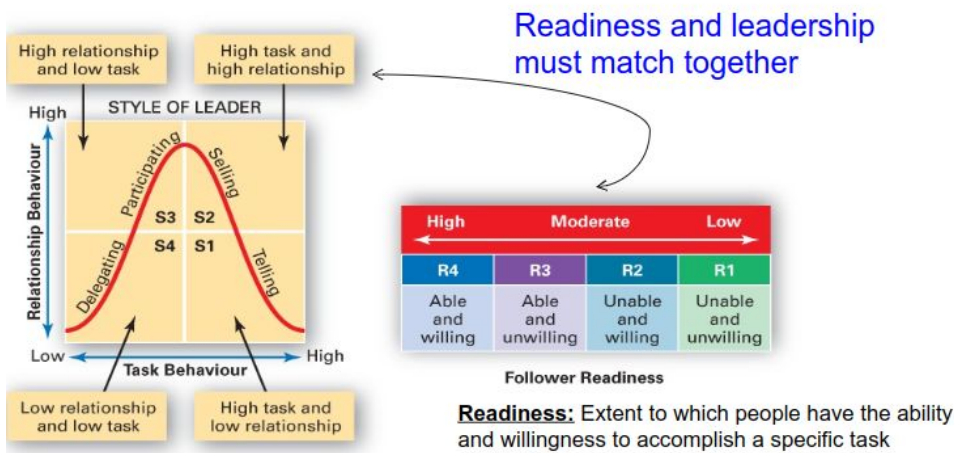 Readiness and leadership
must match together
High relationship
and low task
High task and
high relationship
High
STYLE OF LEADER
Relationship Behaviour
Participating
Selling
S3
S2
S4
S1
Delegating
Telling
Low
High
Task Behaviour
Low relationship
and low task
High task and
low relationship
High
Moderate
Low
R4
R3
R2
R1
Able
and
willing
Able
and
unwilling
Unable
and
willing
Unable
and
unwilling
Follower Readiness
Readiness: Extent to which people have the ability
and willingness to accomplish a specific task